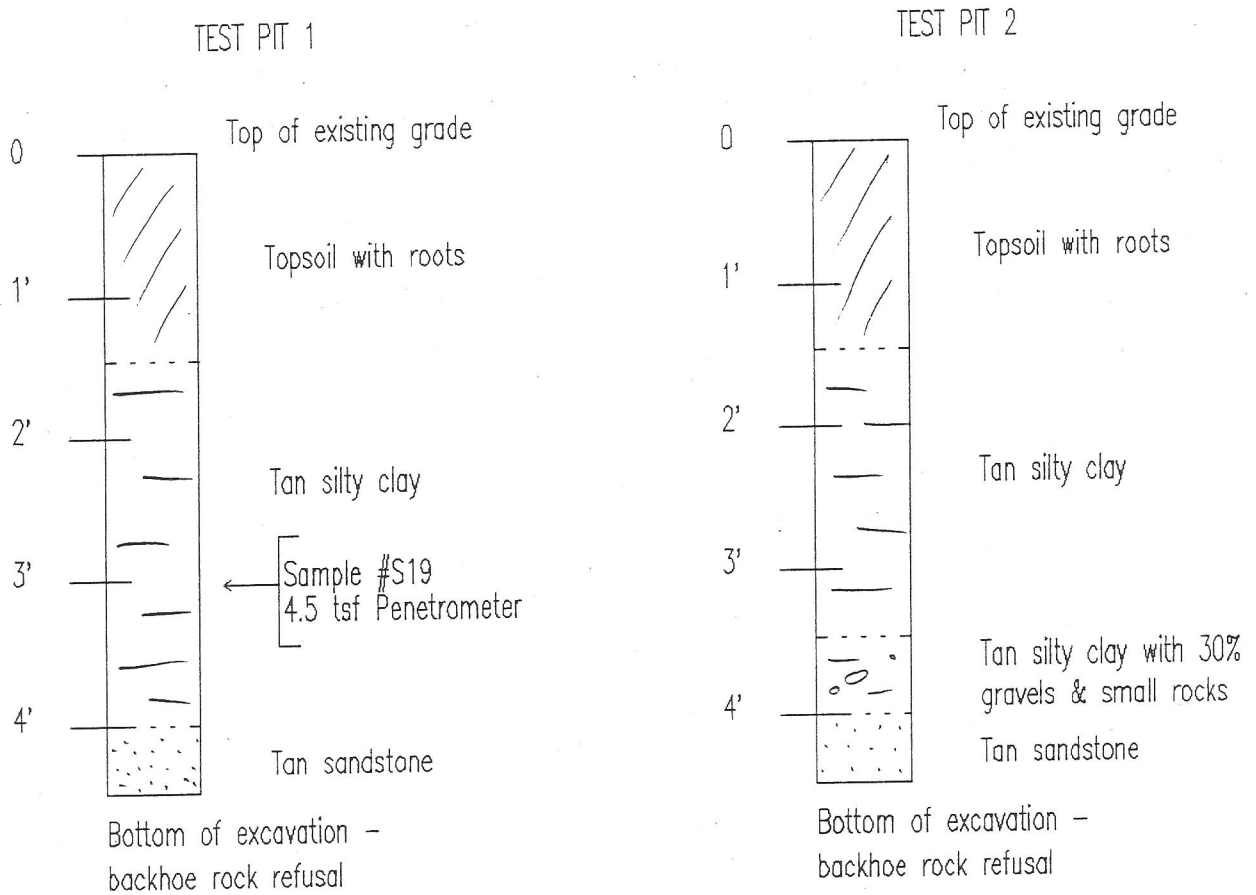 TEST PIT 1
0
Top of existing grade
Topsoil with roots
1'
2'
Tan silty clay
3'
Sample #S19
4.5 tsf Penetrometer
4'
Tan sandstone
Bottom of excavation –
backhoe rock refusal
TEST PIT 2
0
Top of existing grade
Topsoil with roots
1'
2'
Tan silty clay
3'
Tan silty clay with 30%
gravels & small rocks
4'
Tan sandstone
Bottom of excavation –
backhoe rock refusal